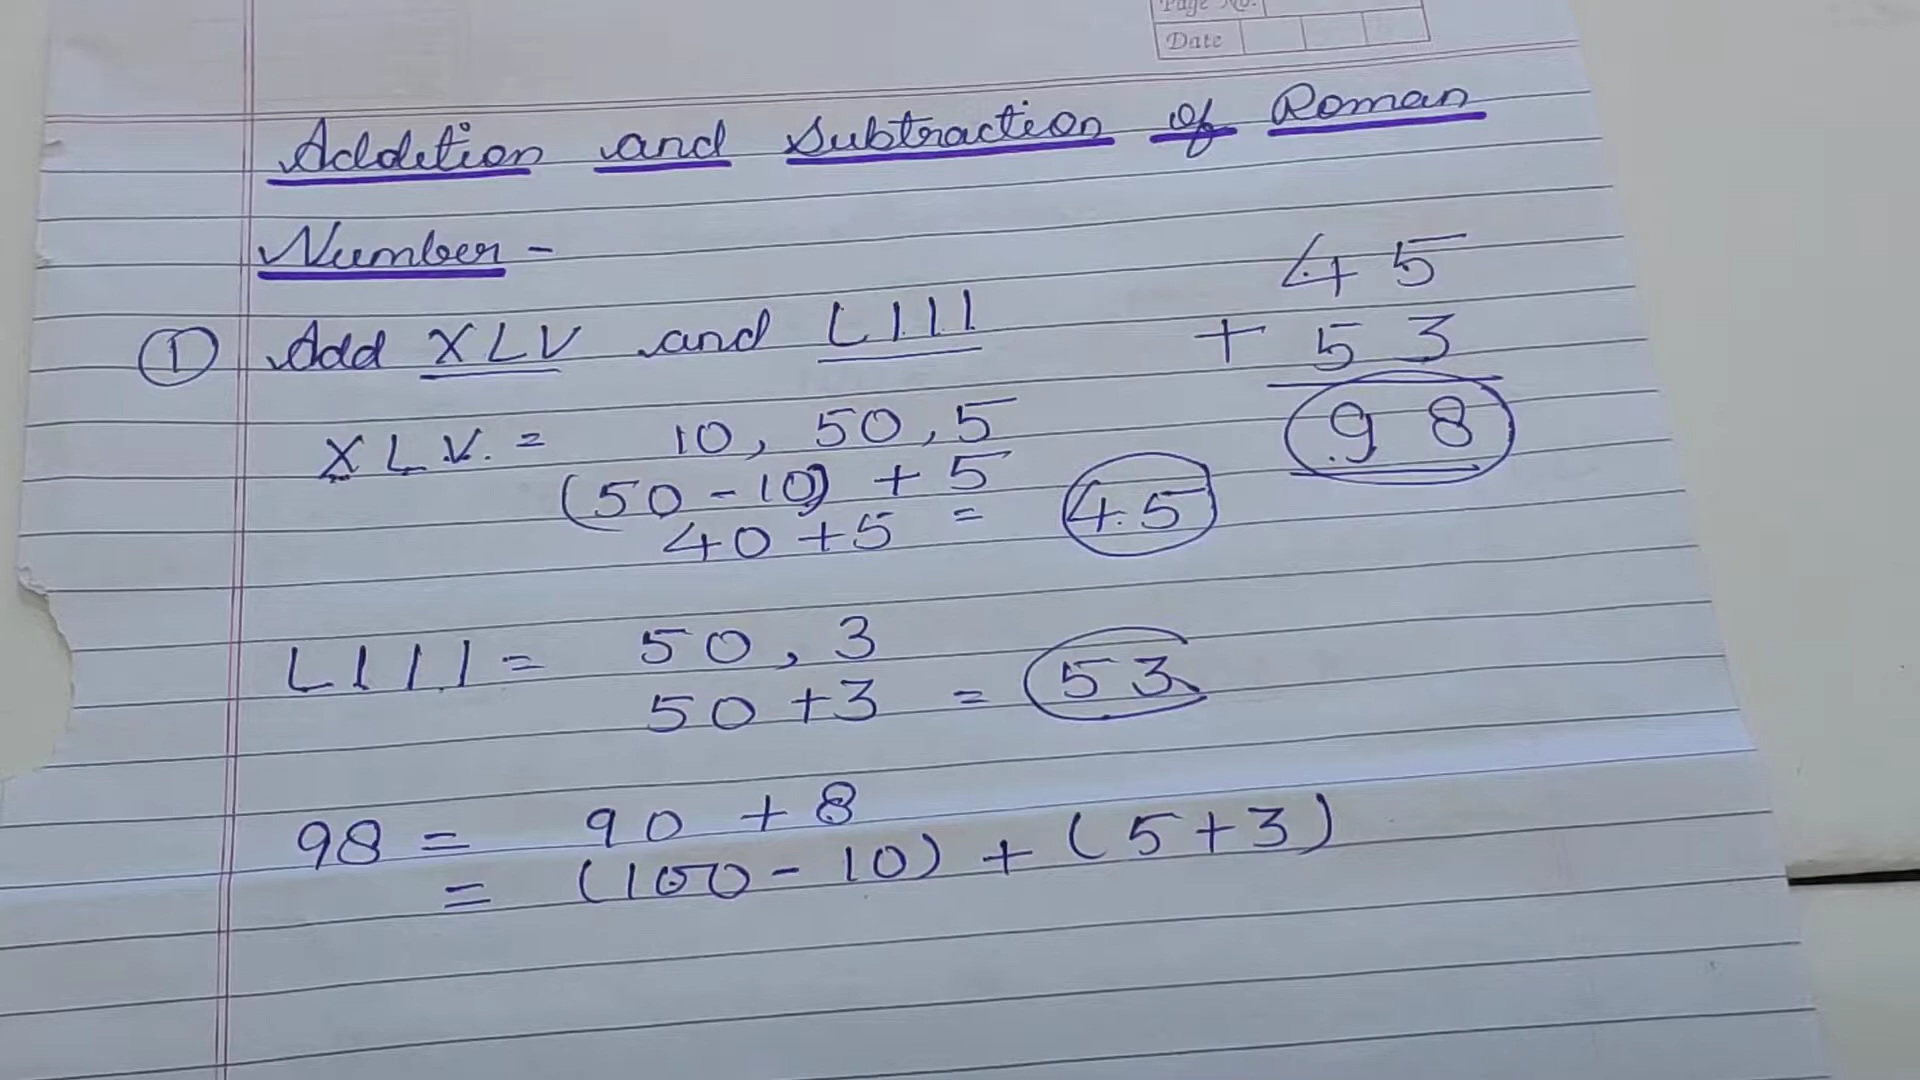 Page No.
Date
Addition and Subtraction of Roman
Number -
① Add XLV and LIII
45
+ 53
98
XLV. = 10, 50, 5
(50 - 10) + 5
40 + 5 = 45
LIII = 50, 3
50 + 3 = 53
98 = 90 + 8
= (100 - 10) + (5 + 3)